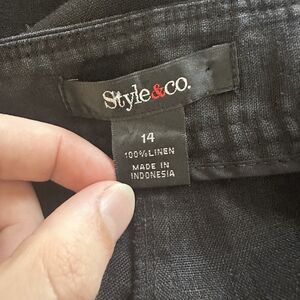 Style&co.
14
100%LINEN
MADE IN
INDONESIA